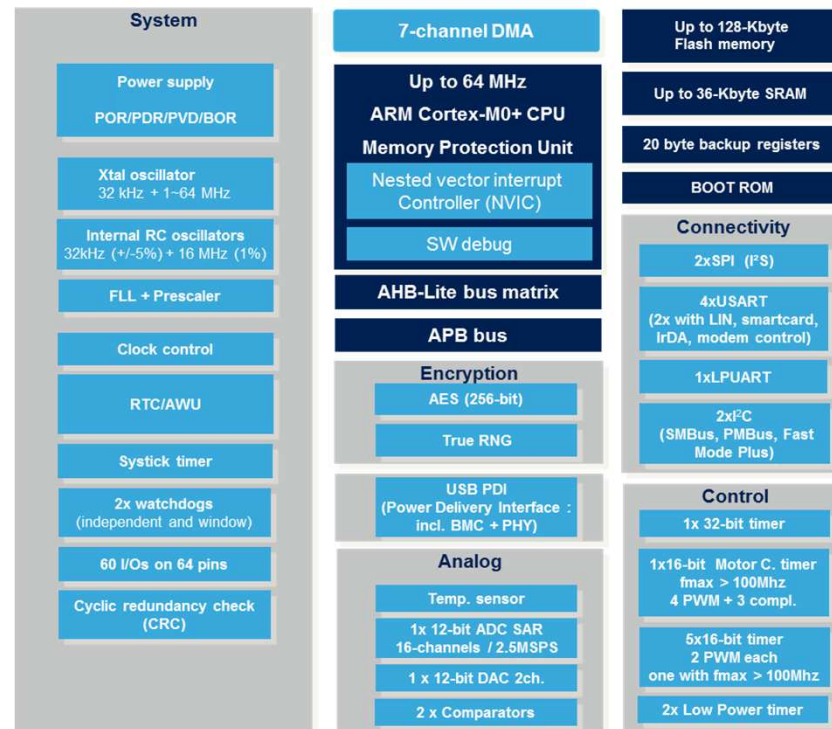 System
Power supply
POR/PDR/PVD/BOR
Xtal oscillator
32 kHz + 1~64 MHz
Internal RC oscillators
32kHz (+/-5%) + 16 MHz (1%)
FLL + Prescaler
Clock control
RTC/AWU
Systick timer
2x watchdogs
(independent and window)
60 I/Os on 64 pins
Cyclic redundancy check
(CRC)
7-channel DMA
Up to 64 MHz
ARM Cortex-M0+ CPU
Memory Protection Unit
Nested vector interrupt
Controller (NVIC)
SW debug
AHB-Lite bus matrix
APB bus
Encryption
AES (256-bit)
True RNG
USB PDI
(Power Delivery Interface :
incl. BMC + PHY)
Analog
Temp. sensor
1x 12-bit ADC SAR
16-channels / 2.5MSPS
1 x 12-bit DAC 2ch.
2 x Comparators
Up to 128-Kbyte
Flash memory
Up to 36-Kbyte SRAM
20 byte backup registers
BOOT ROM
Connectivity
2xSPI (I²S)
4xUSART
(2x with LIN, smartcard,
IrDA, modem control)
1xLPUART
2xI²C
(SMBus, PMBus, Fast
Mode Plus)
Control
1x 32-bit timer
1x16-bit Motor C. timer
fmax > 100Mhz
4 PWM + 3 compl.
5x16-bit timer
2 PWM each
one with fmax > 100Mhz
2x Low Power timer